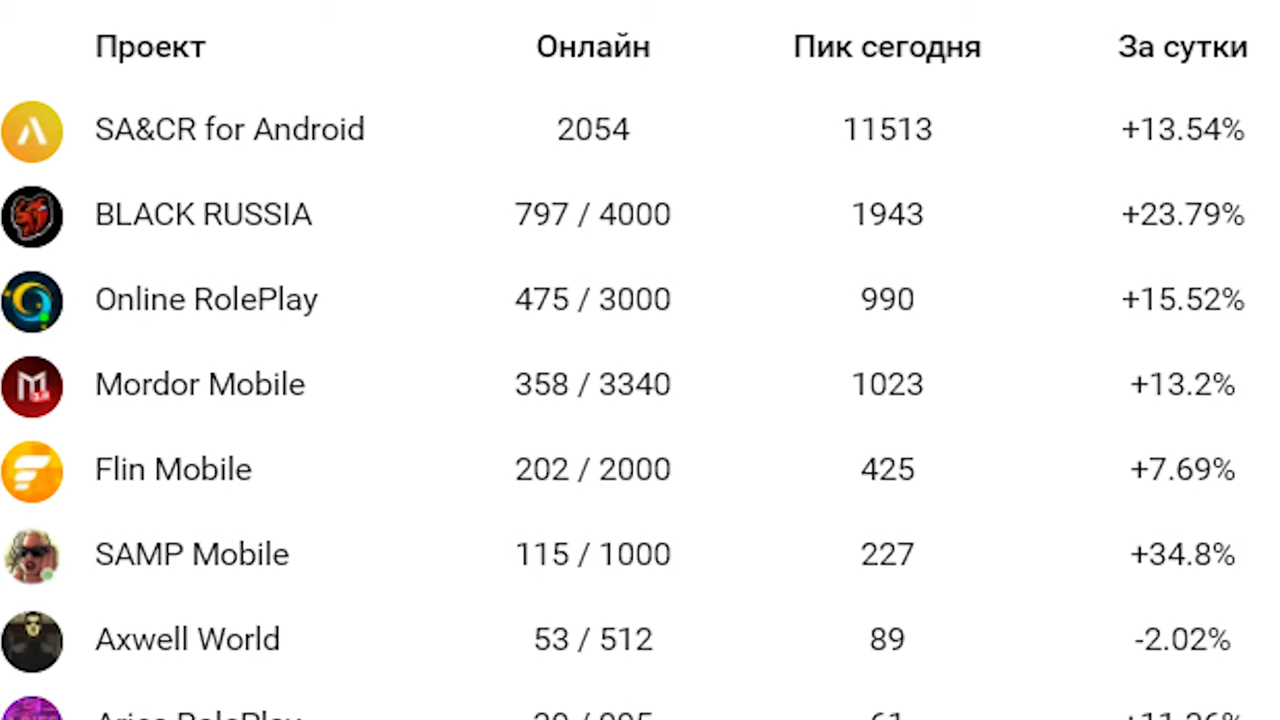 Проект Онлайн Пик сегодня За сутки
SA&CR for Android 2054 11513 +13.54%
BLACK RUSSIA 797 / 4000 1943 +23.79%
Online RolePlay 475 / 3000 990 +15.52%
Mordor Mobile 358 / 3340 1023 +13.2%
Flin Mobile 202 / 2000 425 +7.69%
SAMP Mobile 115 / 1000 227 +34.8%
Axwell World 53 / 512 89 -2.02%
RolePlay